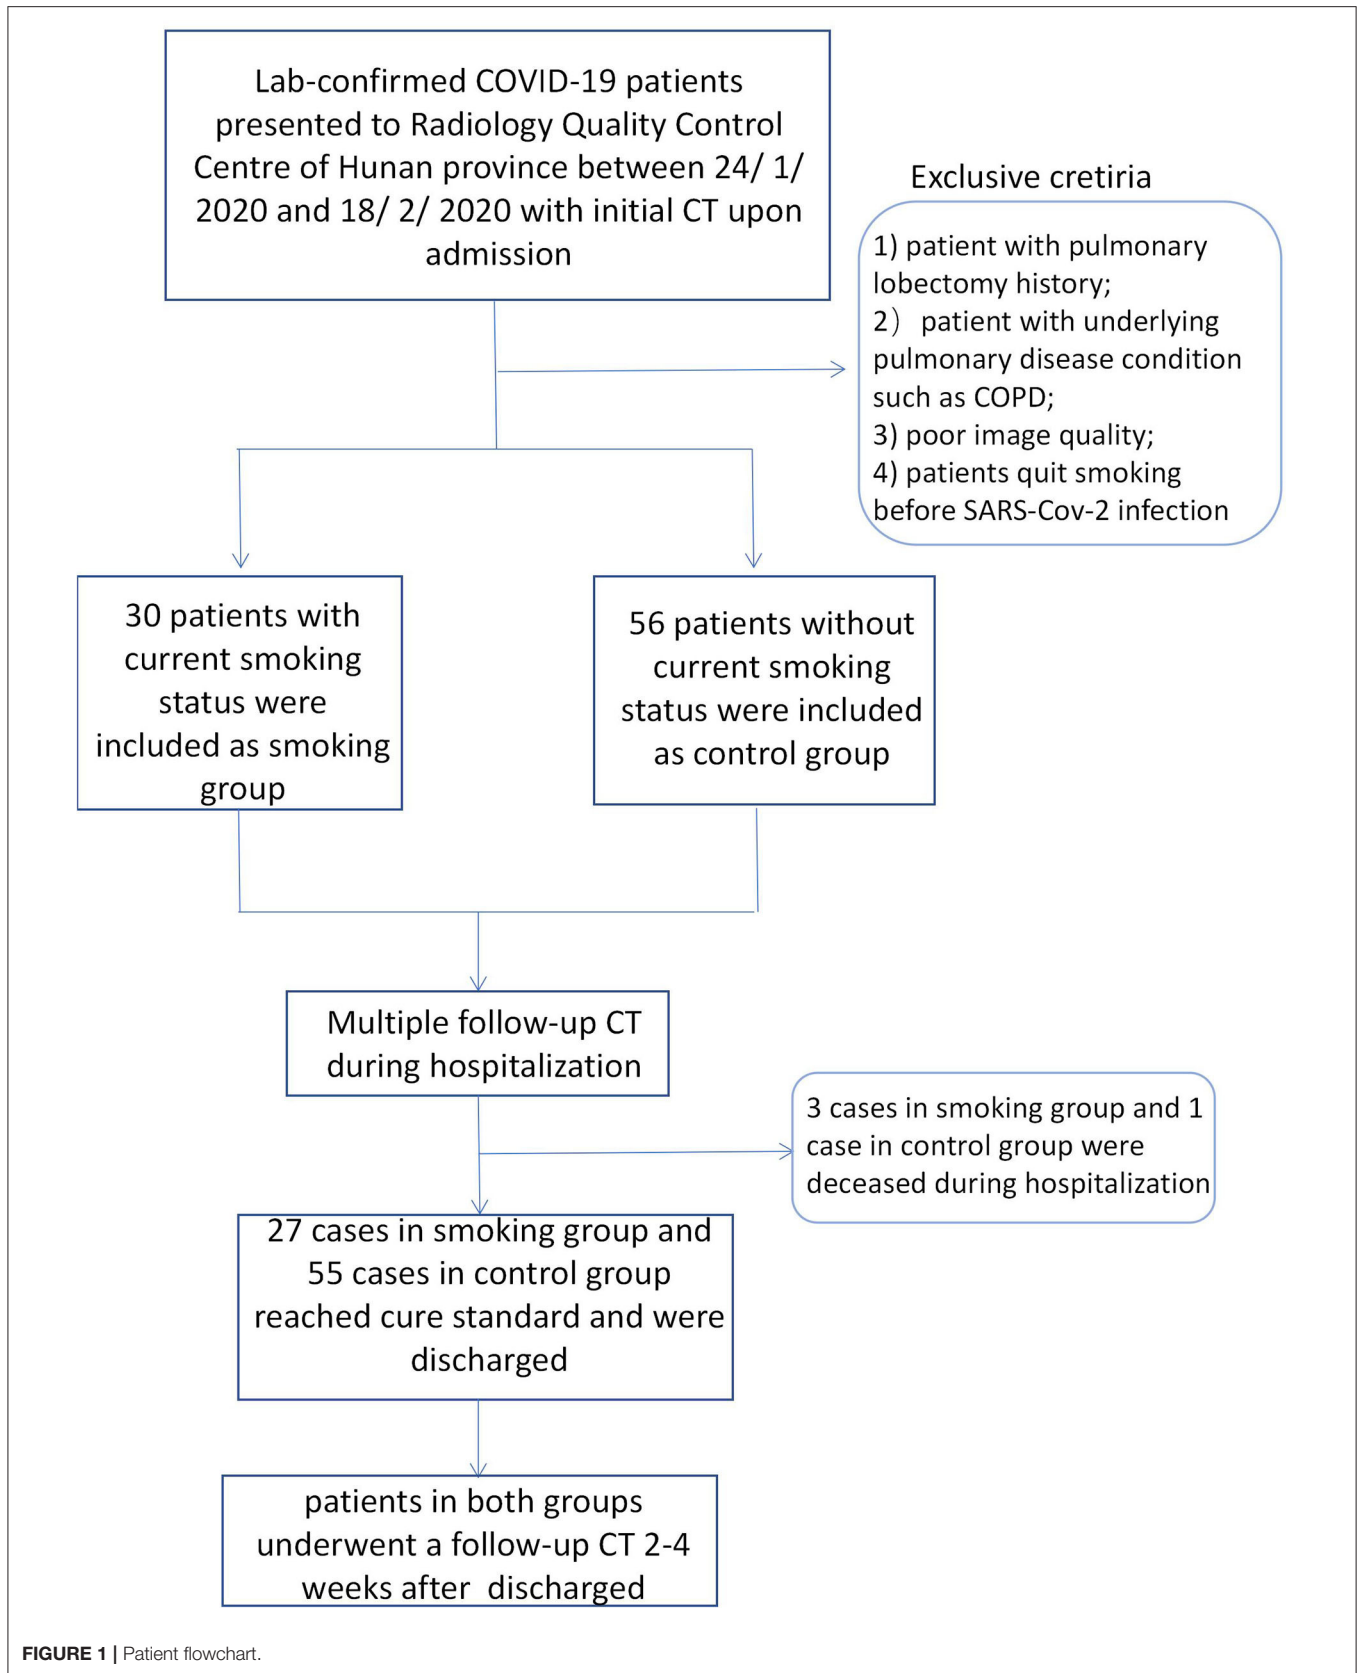 Lab-confirmed COVID-19 patients
presented to Radiology Quality Control
Centre of Hunan province between 24/ 1/
2020 and 18/ 2/ 2020 with initial CT upon
admission
Exclusive cretiria
1) patient with pulmonary
lobectomy history;
2） patient with underlying
pulmonary disease condition
such as COPD;
3) poor image quality;
4) patients quit smoking
before SARS-Cov-2 infection
30 patients with
current smoking
status were
included as smoking
group
56 patients without
current smoking
status were included
as control group
Multiple follow-up CT
during hospitalization
3 cases in smoking group and 1
case in control group were
deceased during hospitalization
27 cases in smoking group and
55 cases in control group
reached cure standard and were
discharged
patients in both groups
underwent a follow-up CT 2-4
weeks after discharged
FIGURE 1 | Patient flowchart.